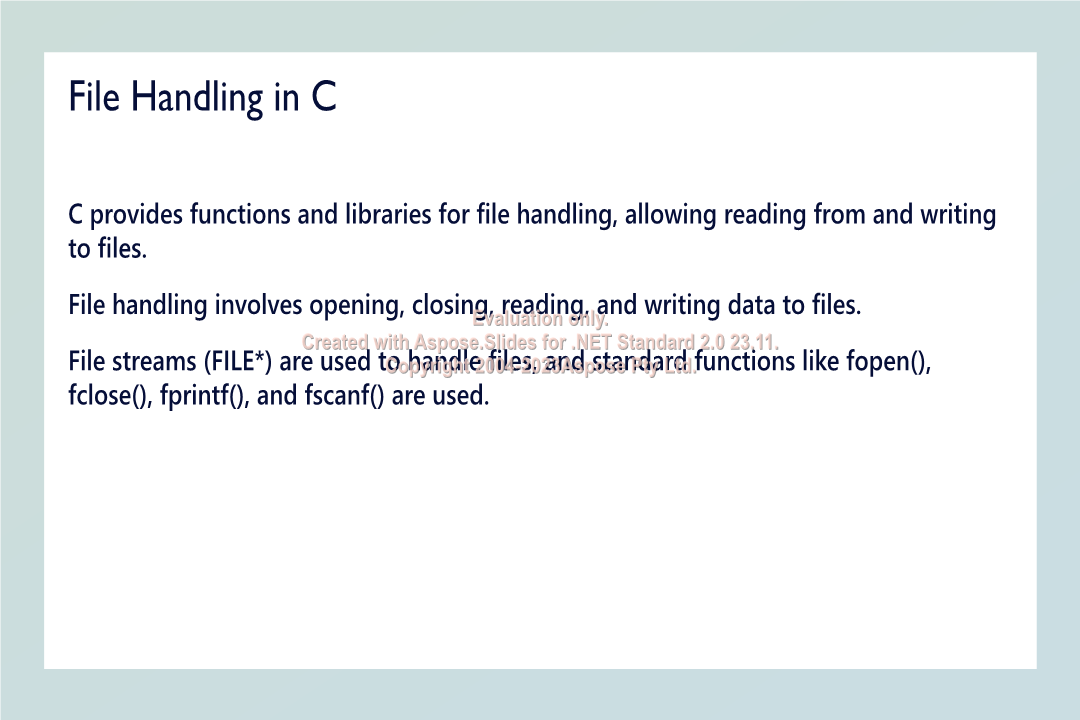 File Handling in C
C provides functions and libraries for file handling, allowing reading from and writing
to files.
File handling involves opening, closing, reading, and writing data to files.
Evaluation only.
Created with Aspose.Slides for .NET Standard 2.0 23.11.
File streams (FILE*) are used to handle files, and standard functions like fopen(),
Copyright 2004-2023Aspose Pty Ltd.
fclose(), fprintf(), and fscanf() are used.